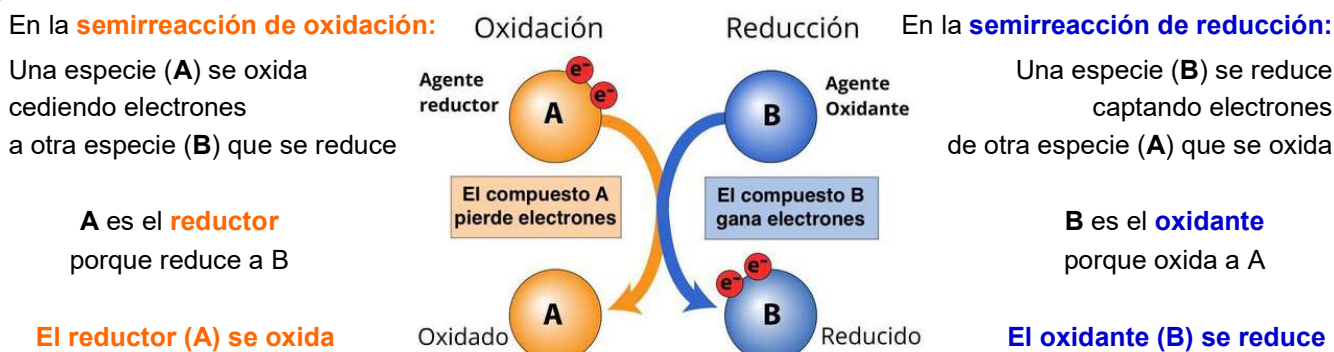 En la semirreacción de oxidación:
Una especie (A) se oxida
cediendo electrones
a otra especie (B) que se reduce
A es el reductor
porque reduce a B
El reductor (A) se oxida
Oxidación
Reducción
Agente
reductor
A
e-
e-
B
Agente
Oxidante
El compuesto A
pierde electrones
El compuesto B
gana electrones
Oxidado
A
e-
e-
B
Reducido
En la semirreacción de reducción:
Una especie (B) se reduce
captando electrones
de otra especie (A) que se oxida
B es el oxidante
porque oxida a A
El oxidante (B) se reduce